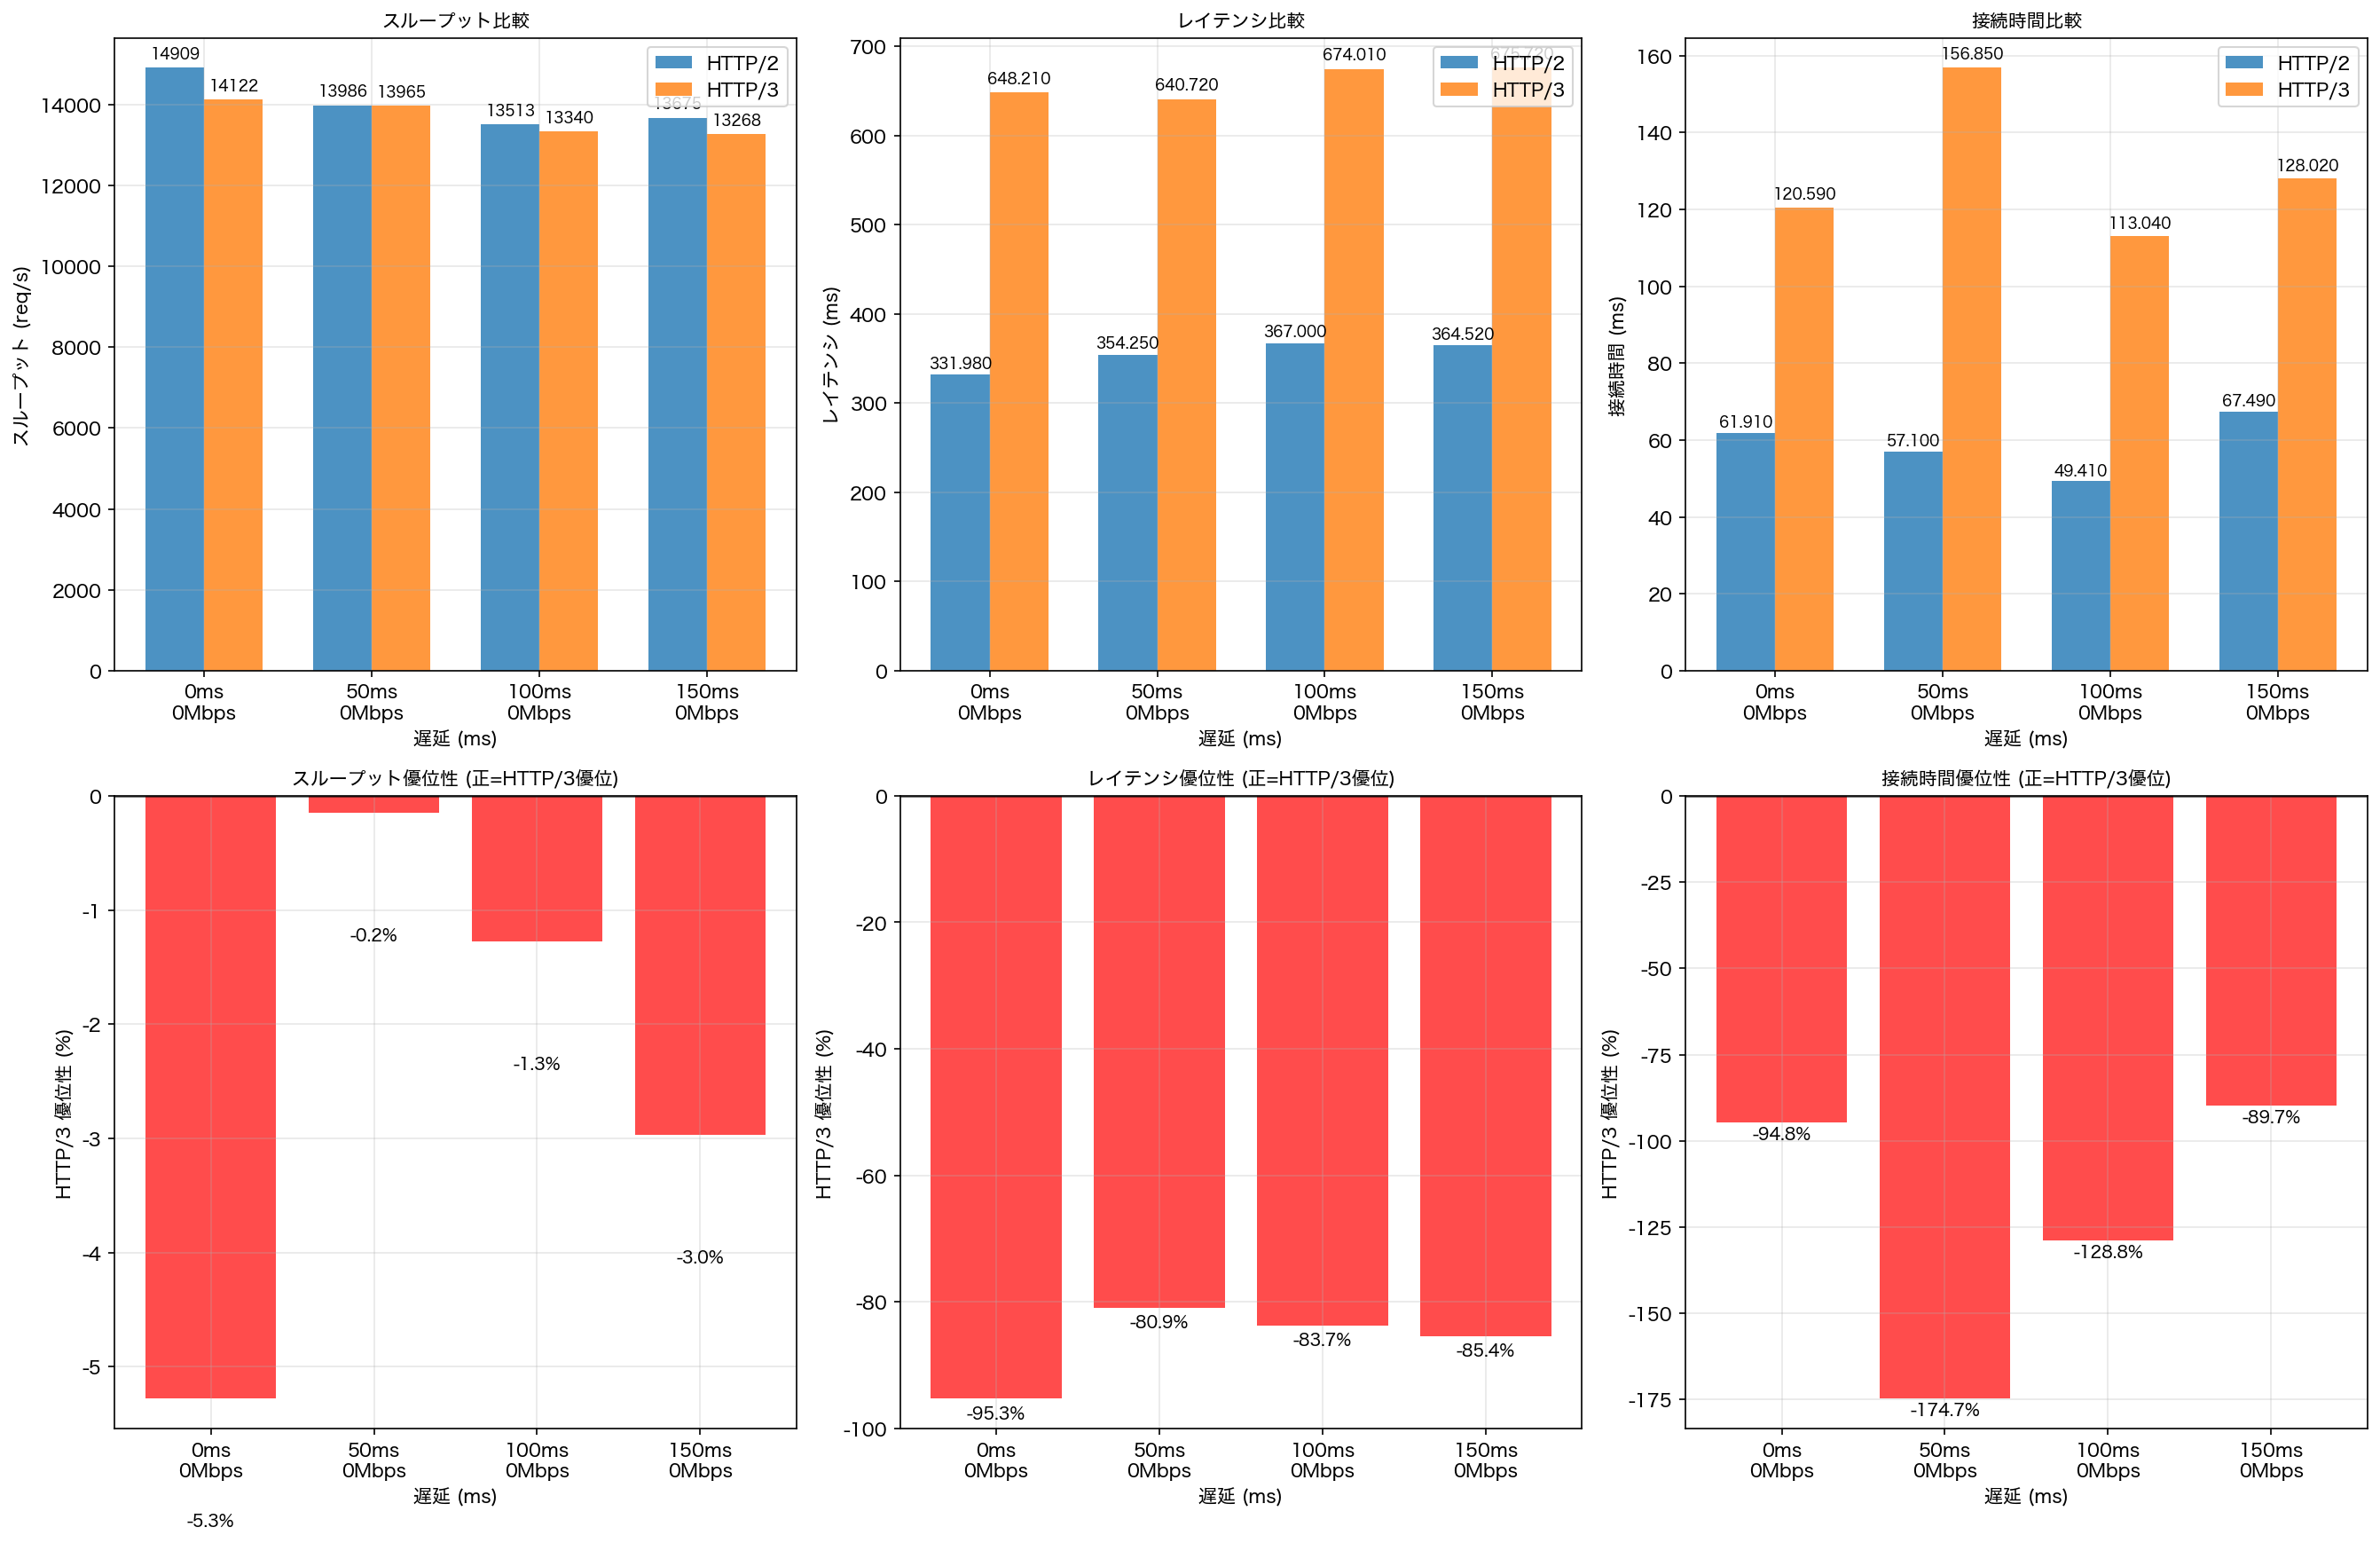 スループット比較
スループット (req/s)
14000
12000
10000
8000
6000
4000
2000
0
14909
14122
13986
13965
13513
13340
13675
13268
HTTP/2
HTTP/3
0ms
0Mbps
50ms
0Mbps
100ms
0Mbps
150ms
0Mbps
遅延 (ms)
レイテンシ比較
レイテンシ (ms)
700
600
500
400
300
200
100
0
331.980
648.210
354.250
640.720
367.000
674.010
364.520
675.720
HTTP/2
HTTP/3
0ms
0Mbps
50ms
0Mbps
100ms
0Mbps
150ms
0Mbps
遅延 (ms)
接続時間比較
接続時間 (ms)
160
140
120
100
80
60
40
20
0
61.910
120.590
57.100
156.850
49.410
113.040
67.490
128.020
HTTP/2
HTTP/3
0ms
0Mbps
50ms
0Mbps
100ms
0Mbps
150ms
0Mbps
遅延 (ms)
スループット優位性 (正=HTTP/3優位)
HTTP/3 優位性 (%)
0
-1
-2
-3
-4
-5
-0.2%
-1.3%
-3.0%
0ms
0Mbps
50ms
0Mbps
100ms
0Mbps
150ms
0Mbps
遅延 (ms)
-5.3%
レイテンシ優位性 (正=HTTP/3優位)
HTTP/3 優位性 (%)
0
-20
-40
-60
-80
-100
-95.3%
-80.9%
-83.7%
-85.4%
0ms
0Mbps
50ms
0Mbps
100ms
0Mbps
150ms
0Mbps
遅延 (ms)
接続時間優位性 (正=HTTP/3優位)
HTTP/3 優位性 (%)
0
-25
-50
-75
-100
-125
-150
-175
-94.8%
-174.7%
-128.8%
-89.7%
0ms
0Mbps
50ms
0Mbps
100ms
0Mbps
150ms
0Mbps
遅延 (ms)